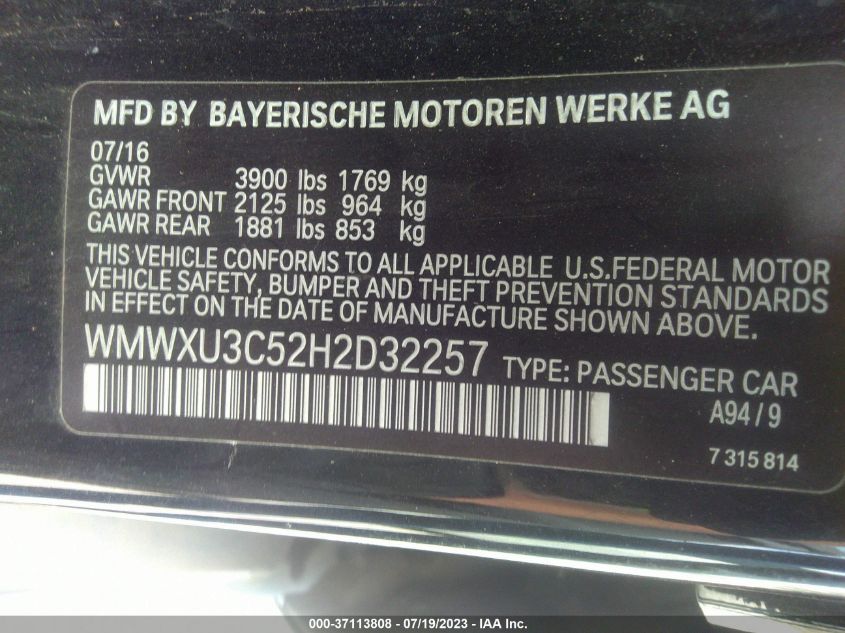 MFD BY BAYERISCHE MOTOREN WERKE AG
07/16
GVWR 3900 lbs 1769 kg
GAWR FRONT 2125 lbs 964 kg
GAWR REAR 1881 lbs 853 kg
THIS VEHICLE CONFORMS TO ALL APPLICABLE U.S.FEDERAL MOTOR
VEHICLE SAFETY, BUMPER AND THEFT PREVENTION STANDARDS
IN EFFECT ON THE DATE OF MANUFACTURE SHOWN ABOVE.
WMWXU3C52H2D32257 TYPE: PASSENGER CAR
A94/9
7 315 814
000-37113808 - 07/19/2023 - IAA Inc.